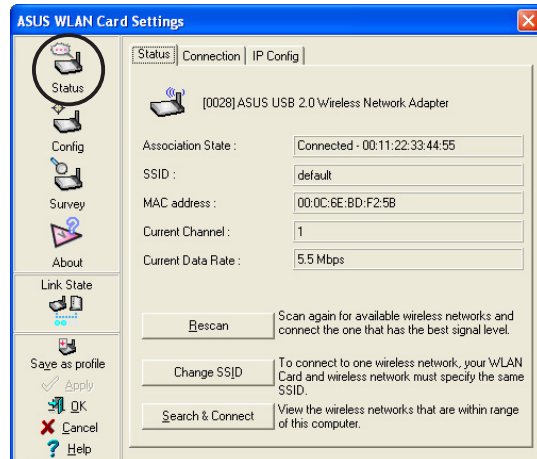 ASUS WLAN Card Settings
Status
Config
Survey
About
Link State
Save as profile
Apply
OK
Cancel
Help
Status Connection IP Config
[0028] ASUS USB 2.0 Wireless Network Adapter
Association State : Connected - 00:11:22:33:44:55
SSID : default
MAC address : 00:0C:6E:BD:F2:5B
Current Channel : 1
Current Data Rate : 5.5 Mbps
Rescan
Scan again for available wireless networks and
connect the one that has the best signal level.
Change SSID
To connect to one wireless network, your WLAN
Card and wireless network must specify the same
SSID.
Search & Connect
View the wireless networks that are within range
of this computer.